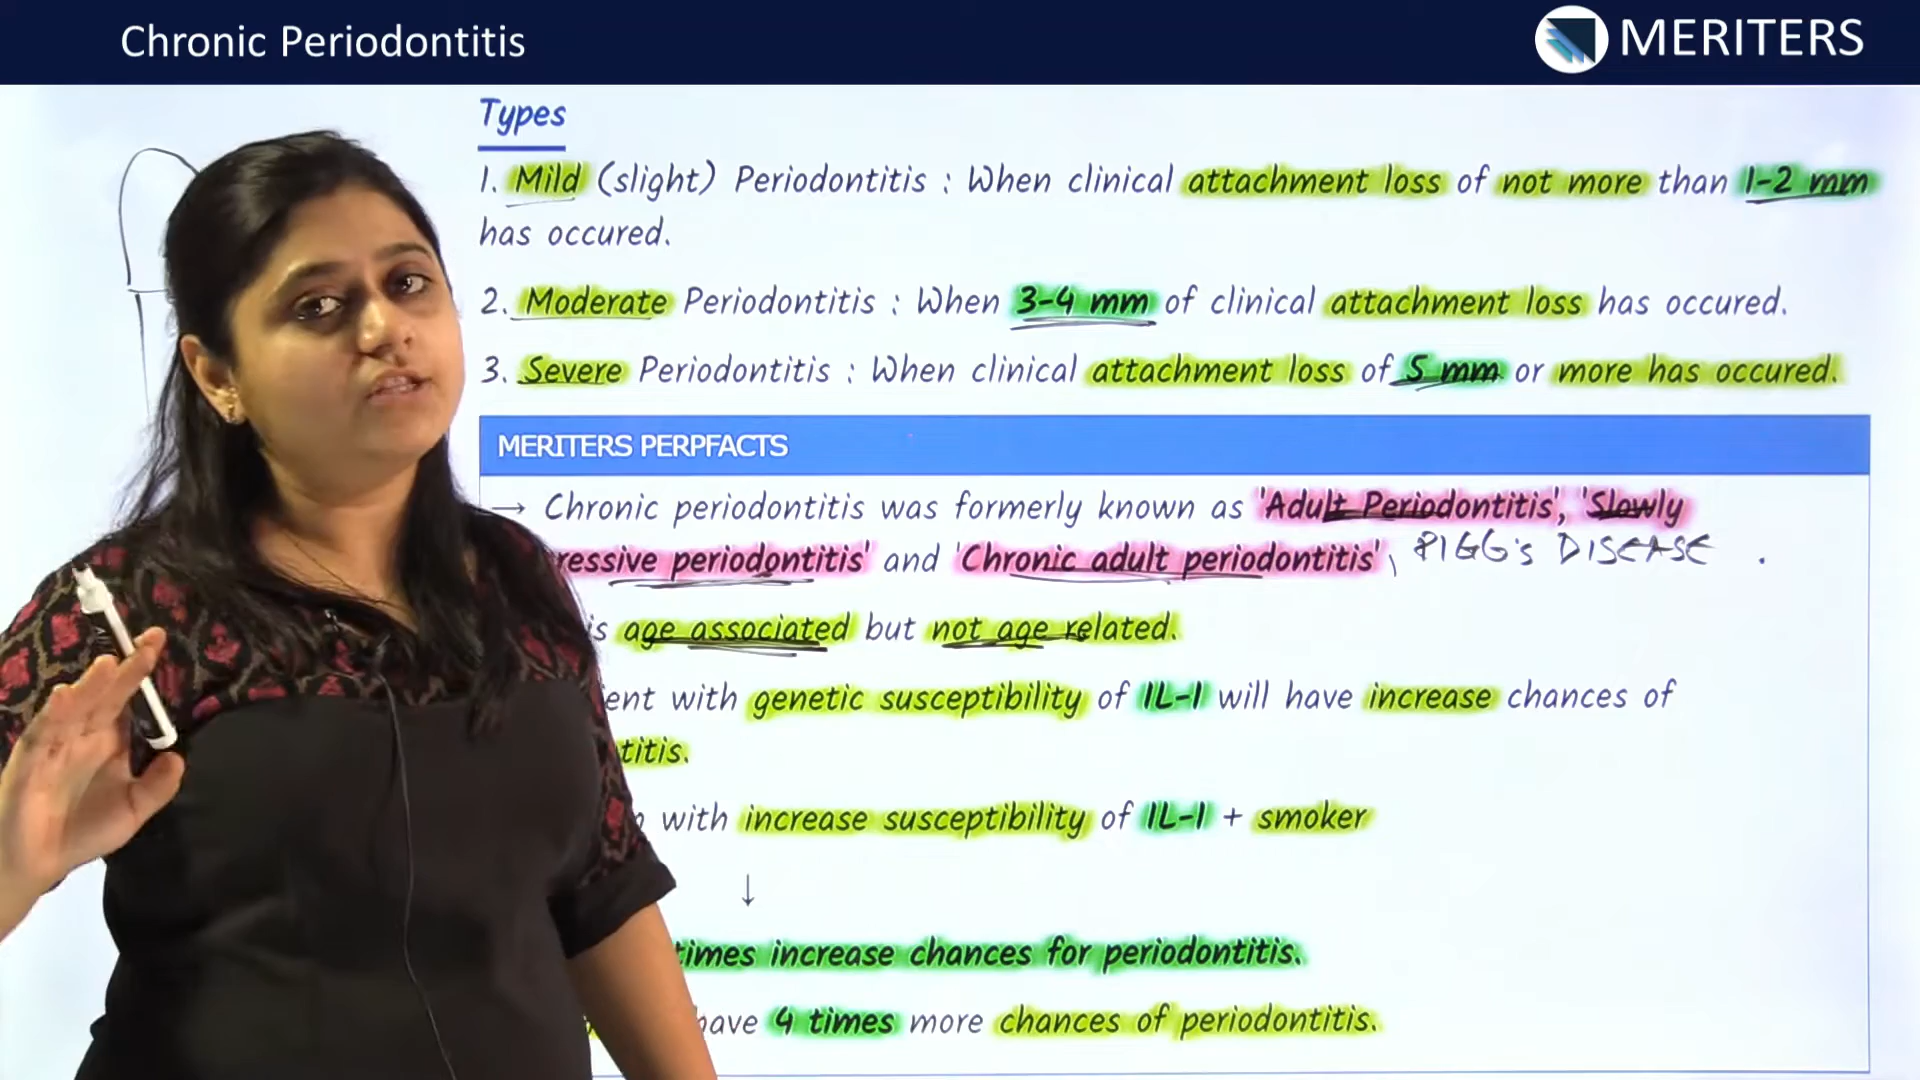 Chronic Periodontitis
MERITERS
Types
1. Mild (slight) Periodontitis : When clinical attachment loss of not more than 1-2 mm
has occured.
2. Moderate Periodontitis : When 3-4 mm of clinical attachment loss has occured.
3. Severe Periodontitis : When clinical attachment loss of 5 mm or more has occured.
MERITERS PERPFACTS
→ Chronic periodontitis was formerly known as 'Adult Periodontitis', 'Slowly
ressive periodontitis' and 'Chronic adult periodontitis', PIGG's DISEASE
is age associated but not age related.
ent with genetic susceptibility of IL-1 will have increase chances of
titis.
with increase susceptibility of IL-1 + smoker
↓
times increase chances for periodontitis.
have 4 times more chances of periodontitis.